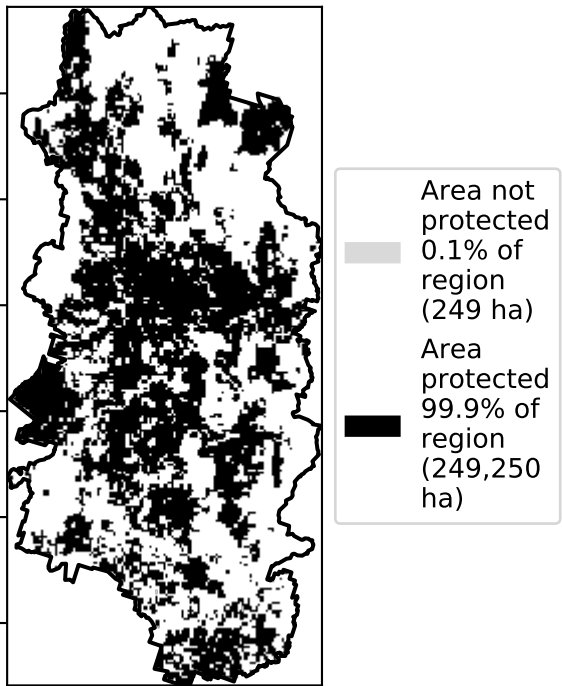 Area not
protected
0.1% of
region
(249 ha)
Area
protected
99.9% of
region
(249,250
ha)